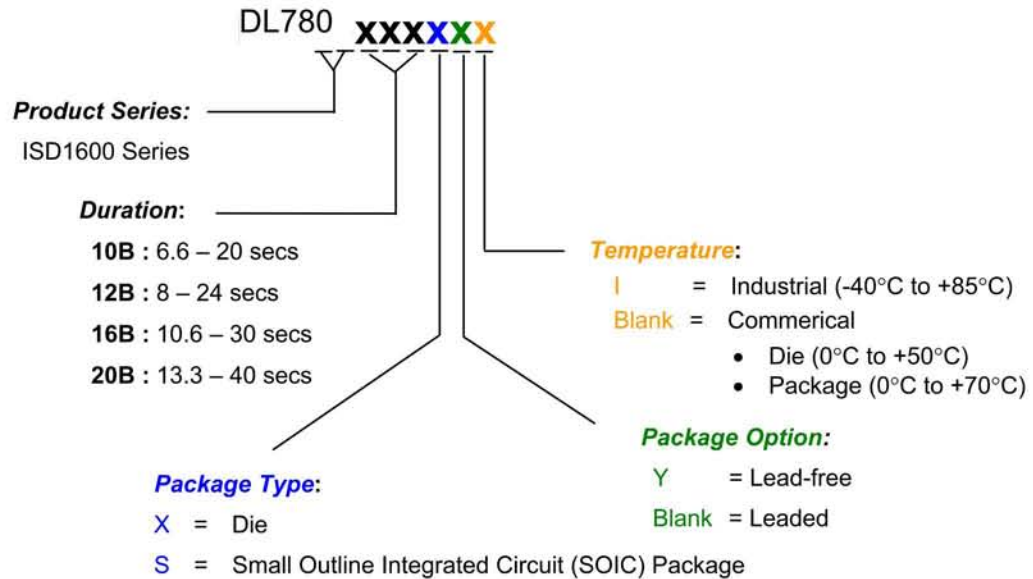 DL780 XXXXXX
Product Series:
ISD1600 Series
Duration:
10B : 6.6 – 20 secs
12B : 8 – 24 secs
16B : 10.6 – 30 secs
20B : 13.3 – 40 secs
Temperature:
I = Industrial (-40°C to +85°C)
Blank = Commerical
• Die (0°C to +50°C)
• Package (0°C to +70°C)
Package Option:
Y = Lead-free
Blank = Leaded
Package Type:
X = Die
S = Small Outline Integrated Circuit (SOIC) Package